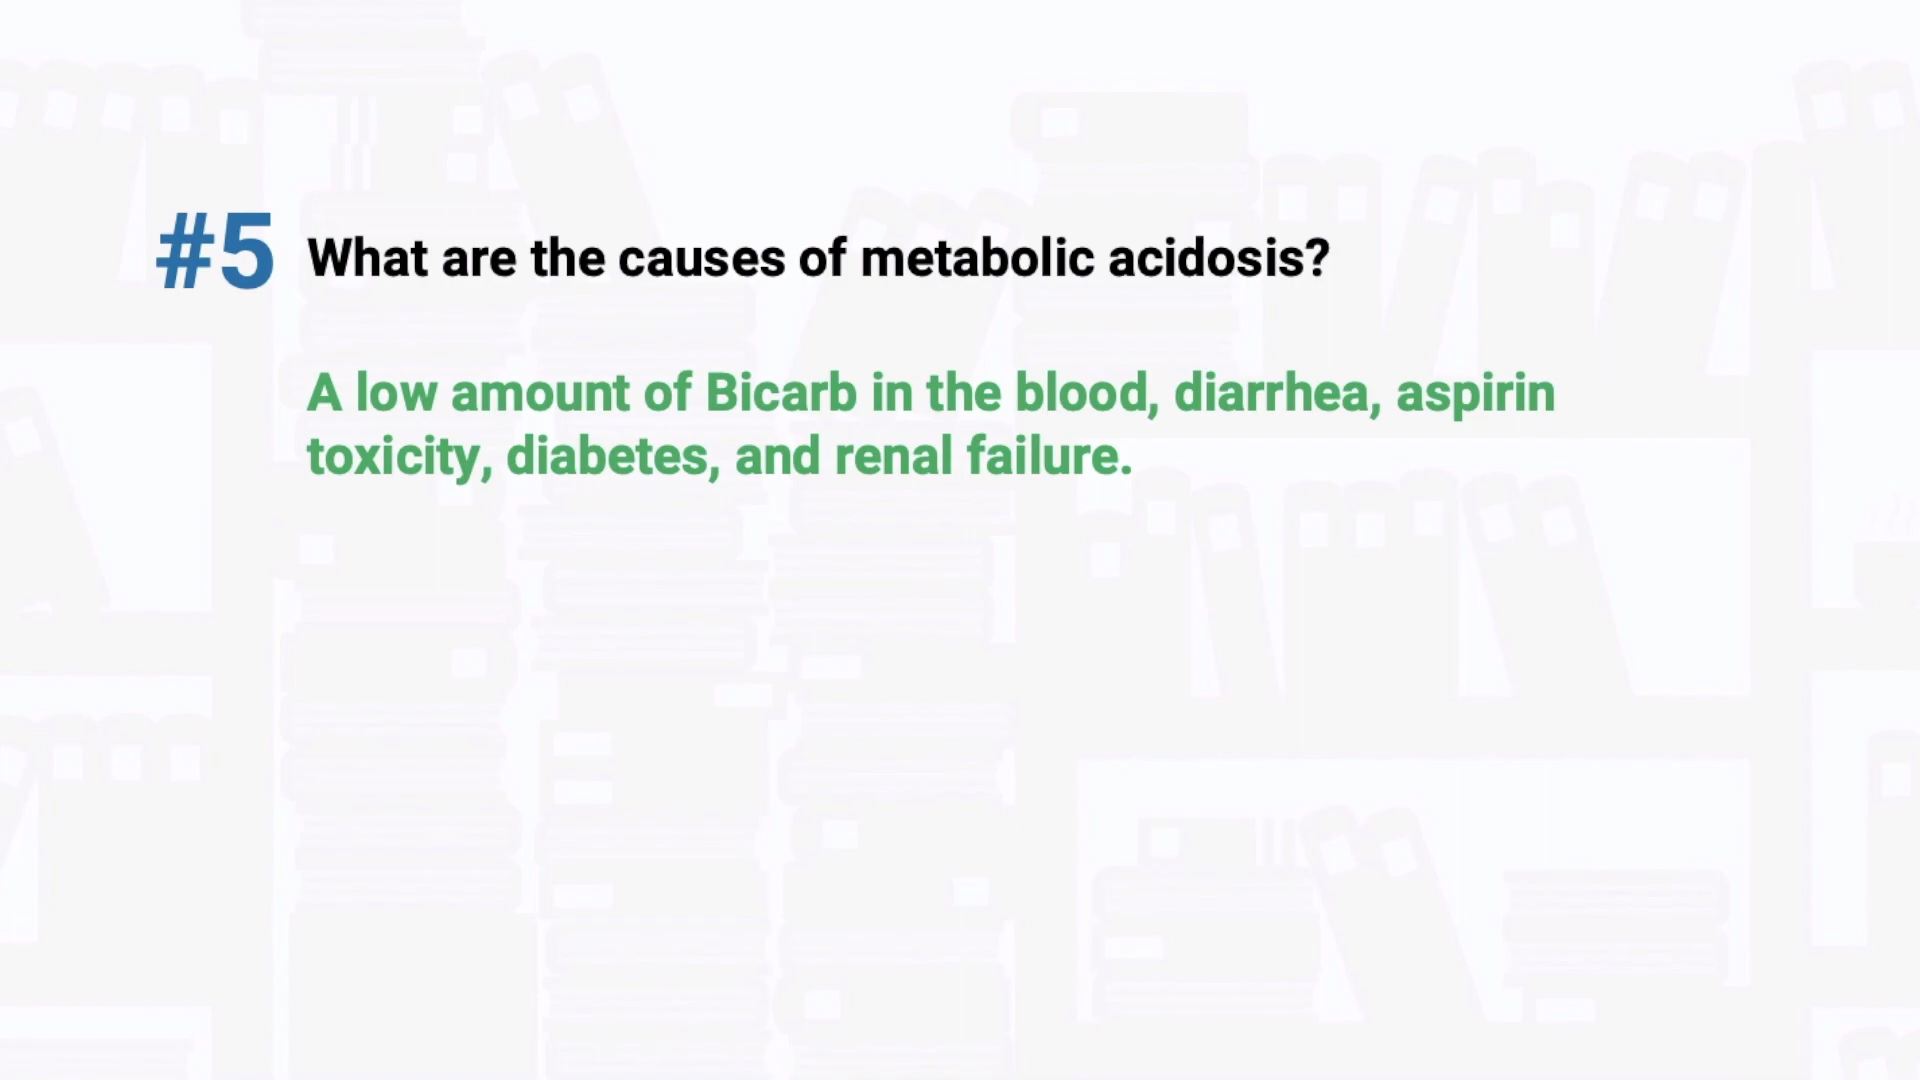 #5 What are the causes of metabolic acidosis?
A low amount of Bicarb in the blood, diarrhea, aspirin
toxicity, diabetes, and renal failure.